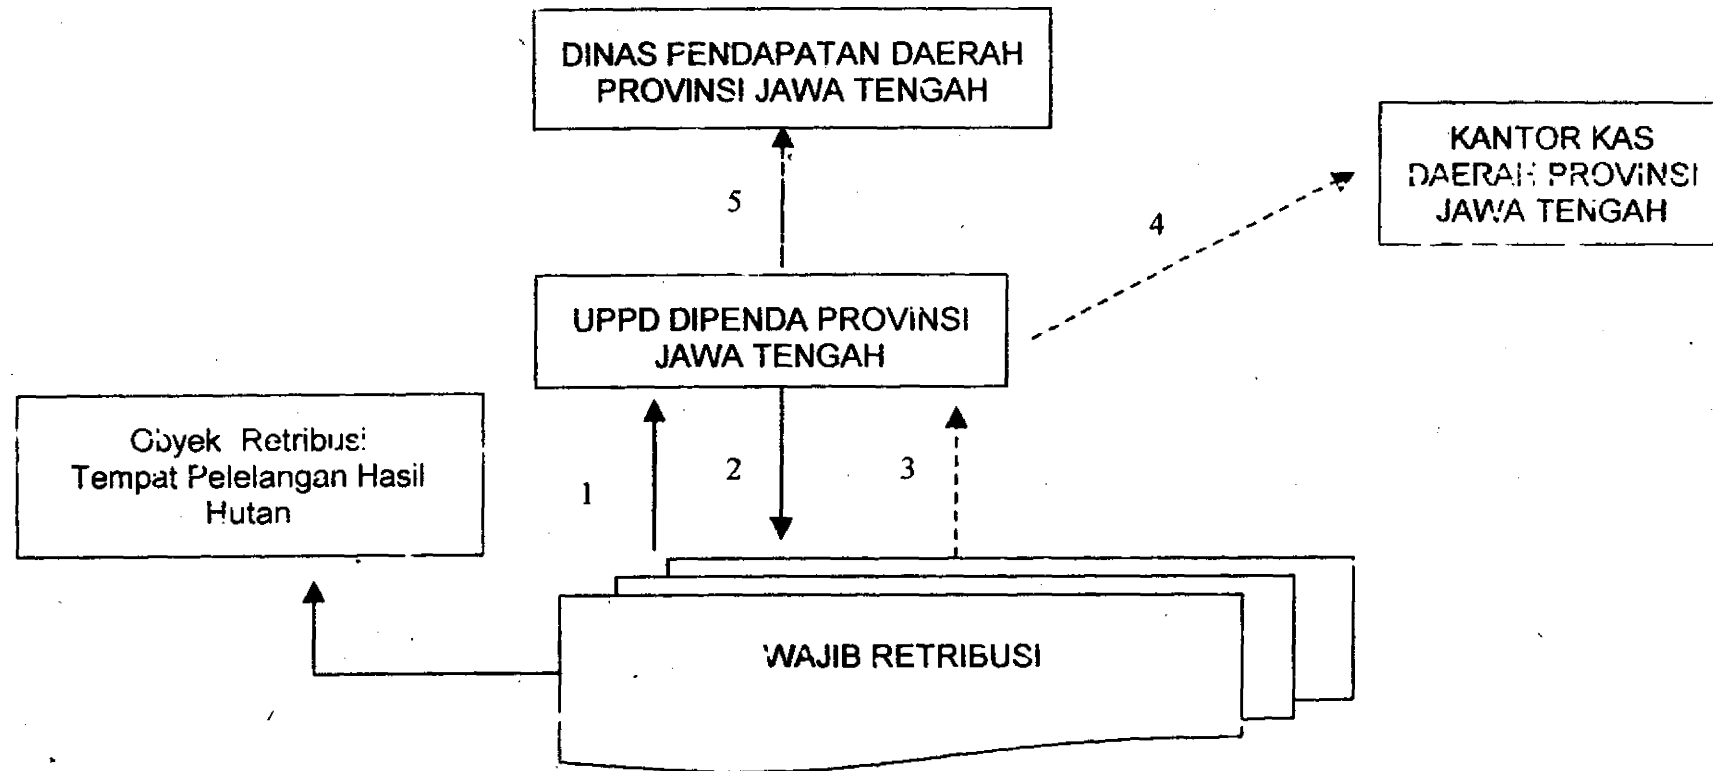 DINAS PENDAPATAN DAERAH
PROVINSI JAWA TENGAH
KANTOR KAS
DAERAH PROVINSI
JAWA TENGAH
5
4
UPPD DIPENDA PROVINSI
JAWA TENGAH
Obyek Retribusi
Tempat Pelelangan Hasil
Hutan
1
2
3
WAJIB RETRIBUSI